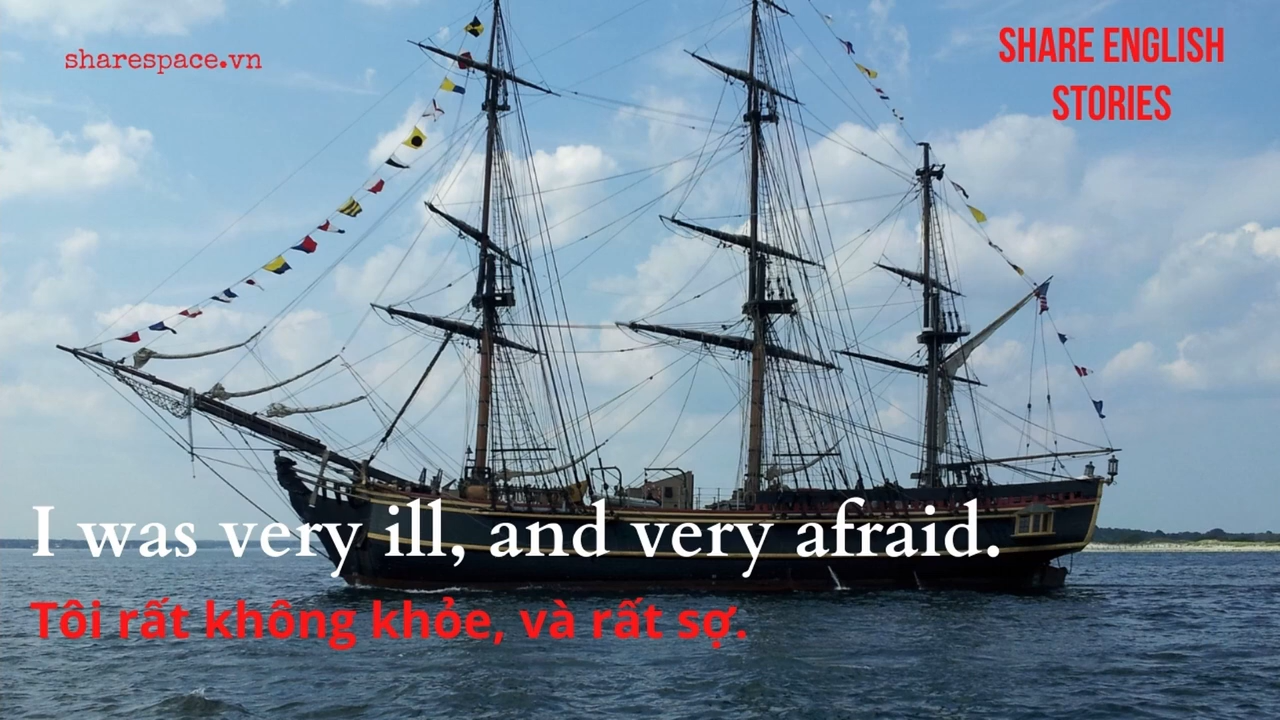 sharespace.vn
SHARE ENGLISH
STORIES
I was very ill, and very afraid.
Tôi rất không khỏe, và rất sợ.